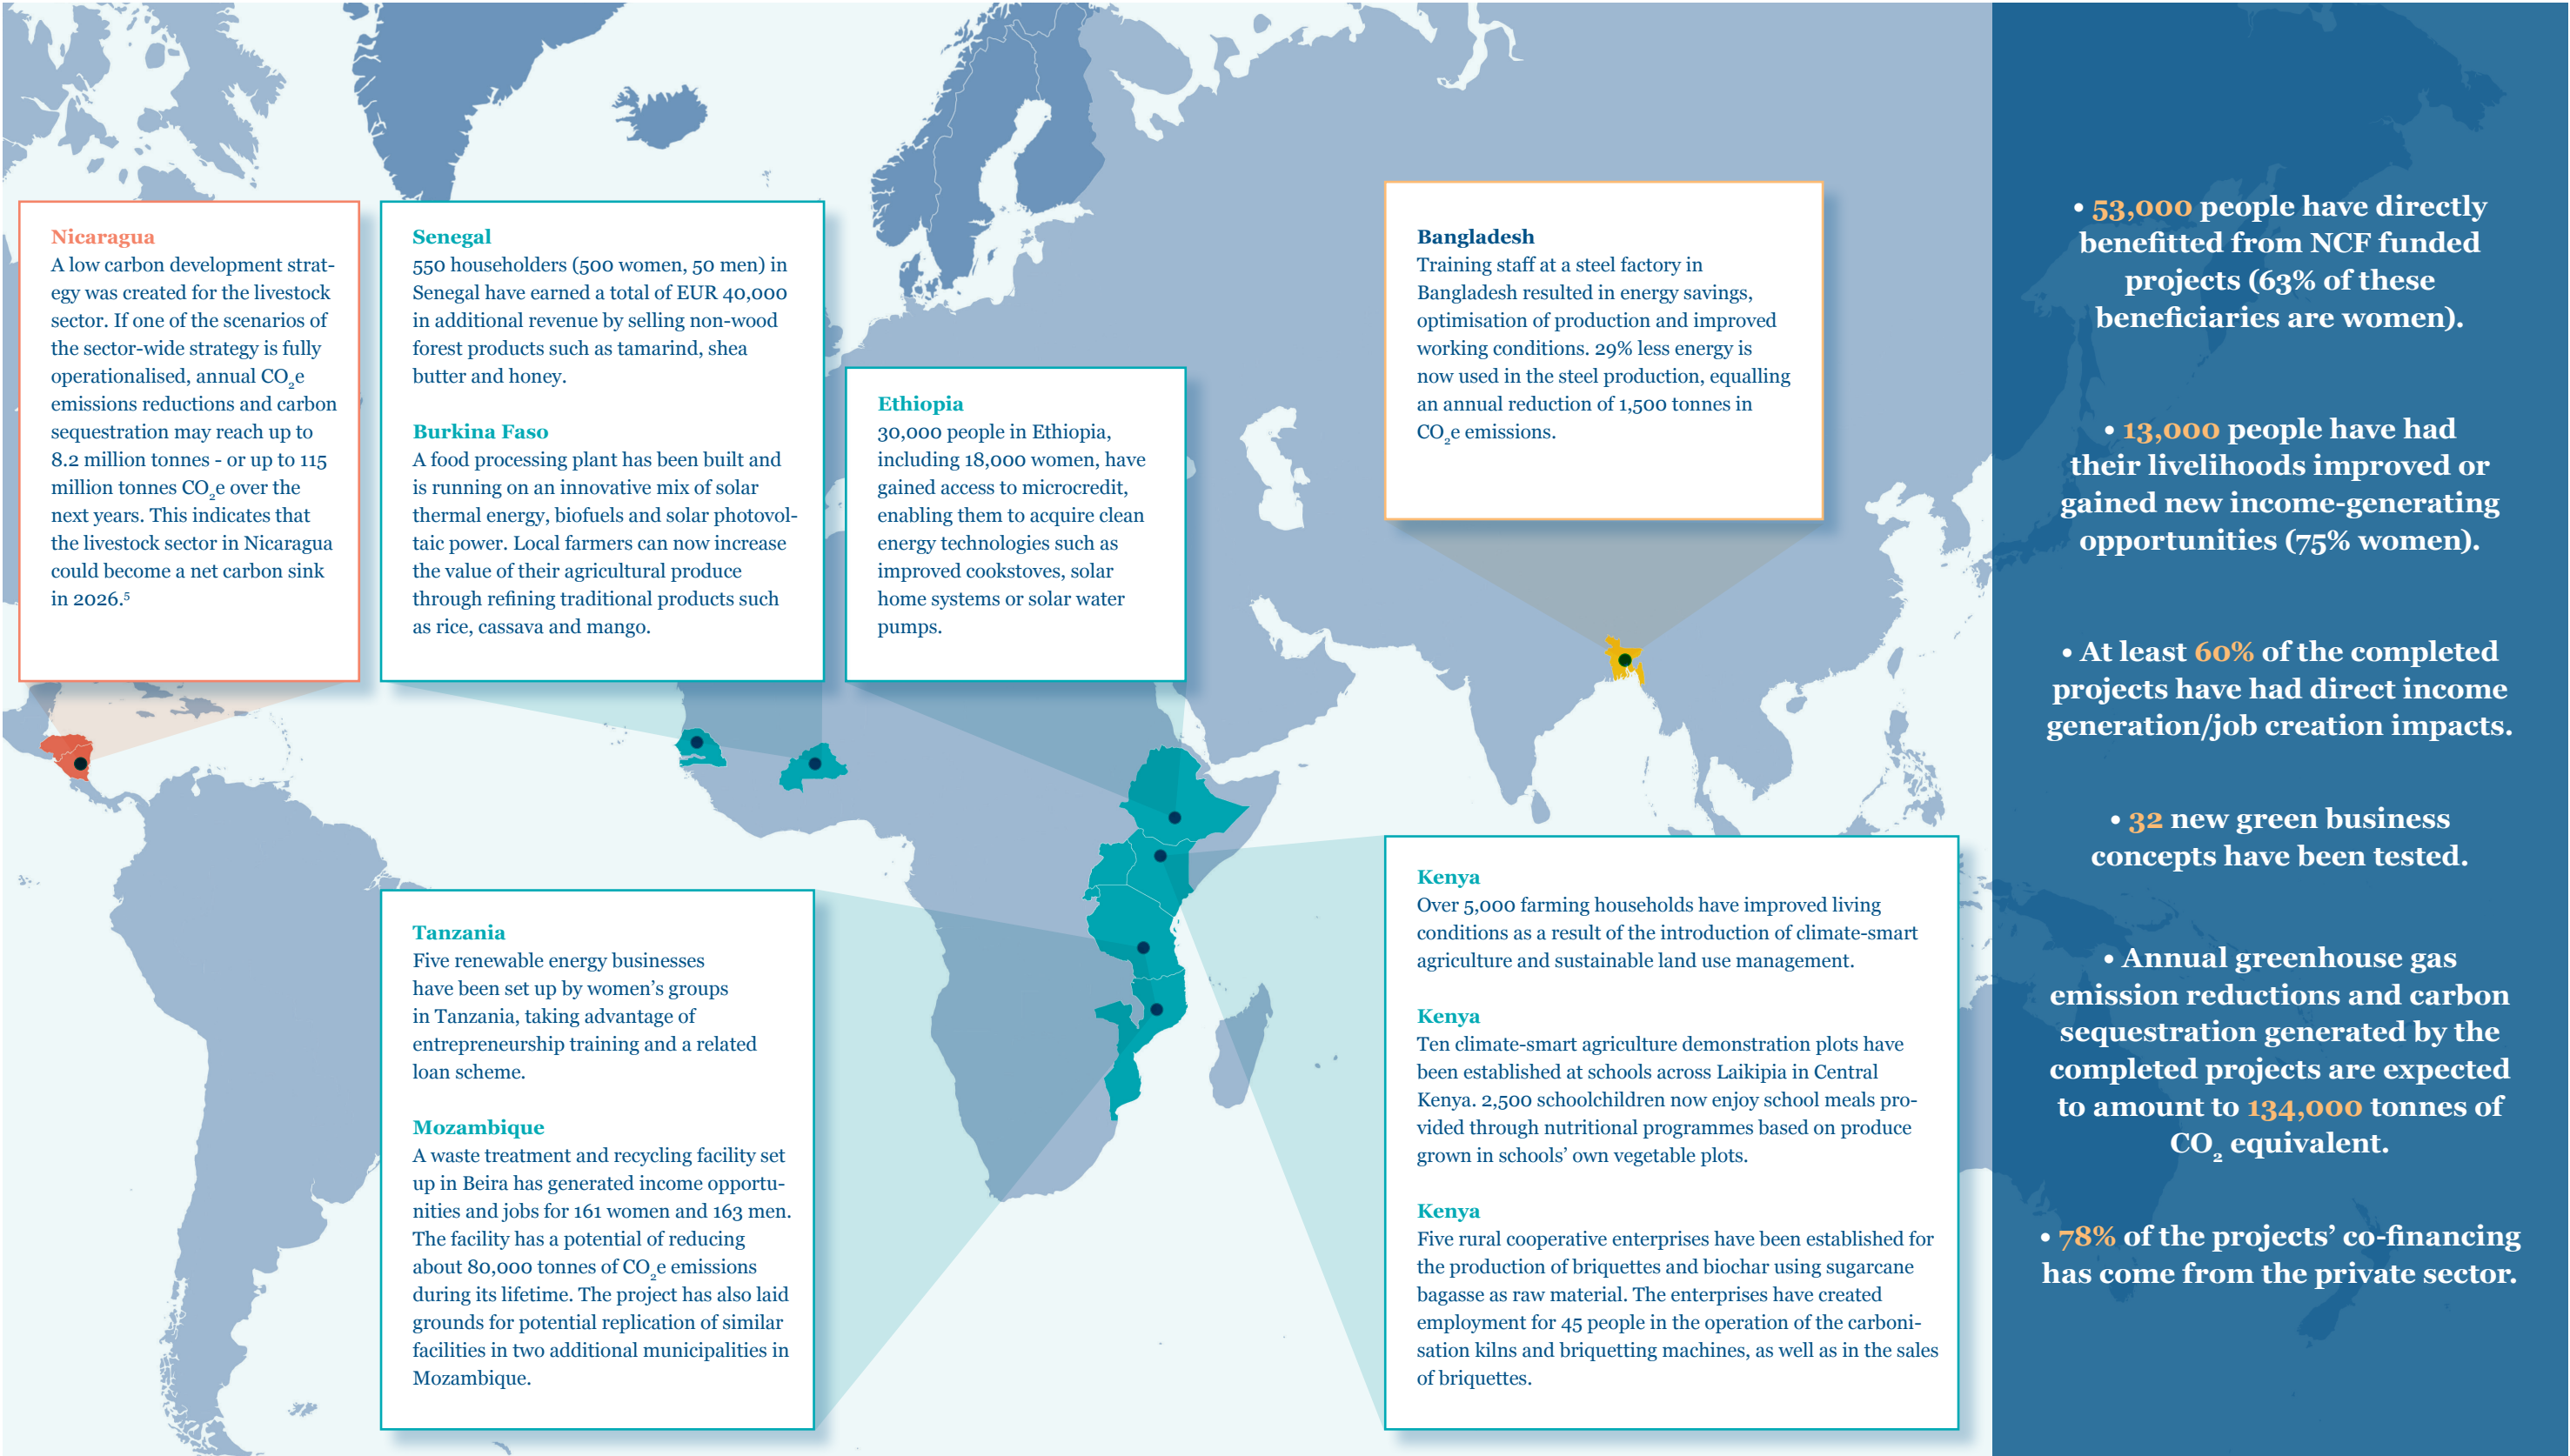 Nicaragua
A low carbon development strat-
egy was created for the livestock
sector. If one of the scenarios of
the sector-wide strategy is fully
operationalised, annual CO₂e
emissions reductions and carbon
sequestration may reach up to
8.2 million tonnes - or up to 115
million tonnes CO₂e over the
next years. This indicates that
the livestock sector in Nicaragua
could become a net carbon sink
in 2026.⁵
Senegal
550 householders (500 women, 50 men) in
Senegal have earned a total of EUR 40,000
in additional revenue by selling non-wood
forest products such as tamarind, shea
butter and honey.
Burkina Faso
A food processing plant has been built and
is running on an innovative mix of solar
thermal energy, biofuels and solar photovol-
taic power. Local farmers can now increase
the value of their agricultural produce
through refining traditional products such
as rice, cassava and mango.
Ethiopia
30,000 people in Ethiopia,
including 18,000 women, have
gained access to microcredit,
enabling them to acquire clean
energy technologies such as
improved cookstoves, solar
home systems or solar water
pumps.
Bangladesh
Training staff at a steel factory in
Bangladesh resulted in energy savings,
optimisation of production and improved
working conditions. 29% less energy is
now used in the steel production, equalling
an annual reduction of 1,500 tonnes in
CO₂e emissions.
Tanzania
Five renewable energy businesses
have been set up by women's groups
in Tanzania, taking advantage of
entrepreneurship training and a related
loan scheme.
Mozambique
A waste treatment and recycling facility set
up in Beira has generated income opportu-
nities and jobs for 161 women and 163 men.
The facility has a potential of reducing
about 80,000 tonnes of CO₂e emissions
during its lifetime. The project has also laid
grounds for potential replication of similar
facilities in two additional municipalities in
Mozambique.
Kenya
Over 5,000 farming households have improved living
conditions as a result of the introduction of climate-smart
agriculture and sustainable land use management.
Kenya
Ten climate-smart agriculture demonstration plots have
been established at schools across Laikipia in Central
Kenya. 2,500 schoolchildren now enjoy school meals pro-
vided through nutritional programmes based on produce
grown in schools' own vegetable plots.
Kenya
Five rural cooperative enterprises have been established for
the production of briquettes and biochar using sugarcane
bagasse as raw material. The enterprises have created
employment for 45 people in the operation of the carboni-
sation kilns and briquetting machines, as well as in the sales
of briquettes.
• 53,000 people have directly
benefitted from NCF funded
projects (63% of these
beneficiaries are women).
• 13,000 people have had
their livelihoods improved or
gained new income-generating
opportunities (75% women).
• At least 60% of the completed
projects have had direct income
generation/job creation impacts.
• 32 new green business
concepts have been tested.
• Annual greenhouse gas
emission reductions and carbon
sequestration generated by the
completed projects are expected
to amount to 134,000 tonnes of
CO₂ equivalent.
• 78% of the projects' co-financing
has come from the private sector.